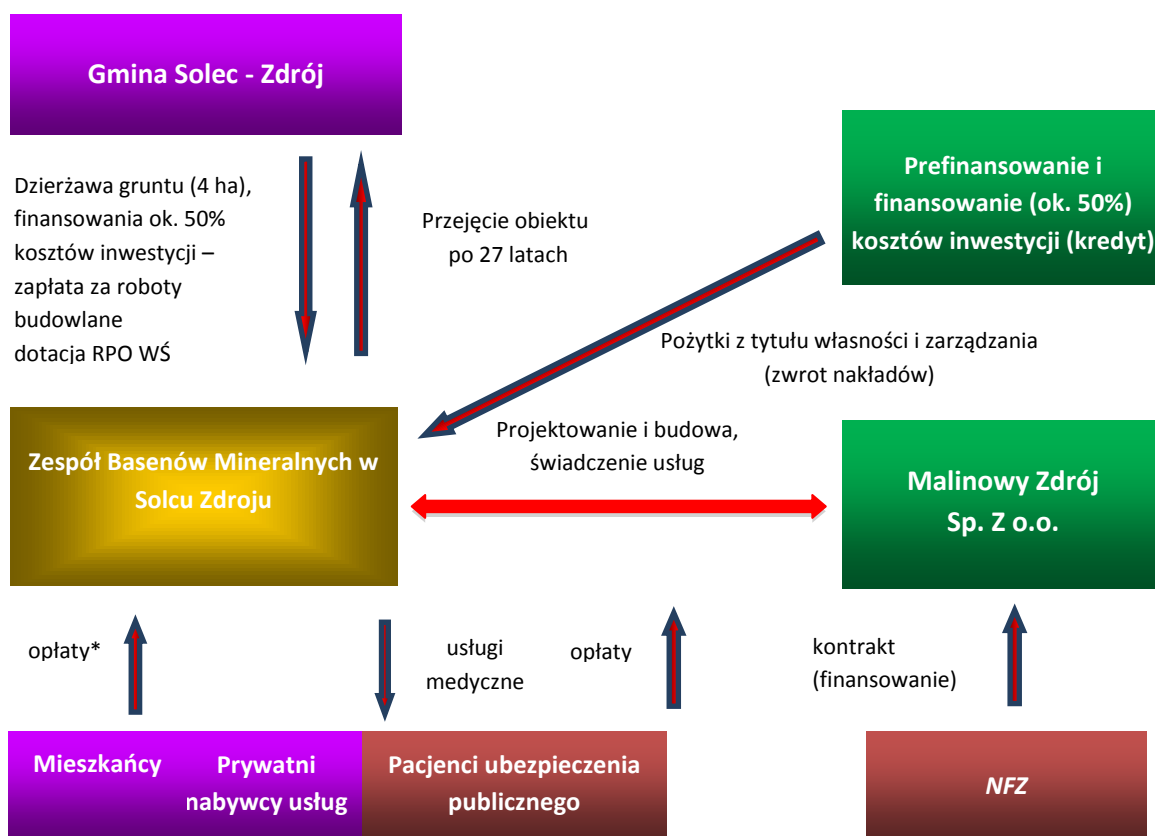 Gmina Solec - Zdrój
Dzierżawa gruntu (4 ha),
finansowania ok. 50%
kosztów inwestycji –
zapłata za roboty
budowlane
dotacja RPO WŚ
Przejęcie obiektu
po 27 latach
Prefinansowanie i
finansowanie (ok. 50%)
kosztów inwestycji (kredyt)
Pożytki z tytułu własności i zarządzania
(zwrot nakładów)
Projektowanie i budowa,
świadczenie usług
Zespół Basenów Mineralnych w
Solcu Zdroju
Malinowy Zdrój
Sp. Z o.o.
opłaty*
usługi
medyczne
opłaty
kontrakt
(finansowanie)
Mieszkańcy
Prywatni
nabywcy usług
Pacjenci ubezpieczenia
publicznego
NFZ